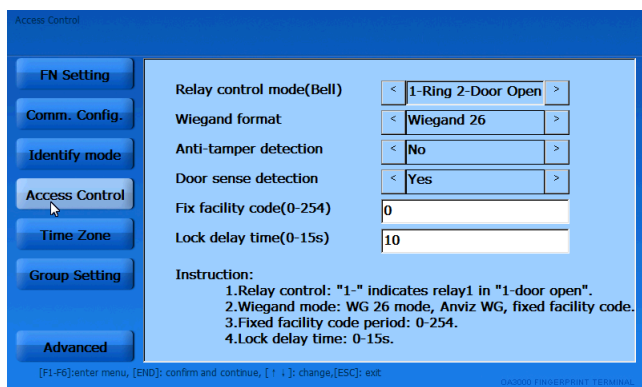 Access Control
FN Setting
Comm. Config.
Identify mode
Access Control
Time Zone
Group Setting
Advanced
Relay control mode(Bell) < 1-Ring 2-Door Open >
Wiegand format < Wiegand 26 >
Anti-tamper detection < No >
Door sense detection < Yes >
Fix facility code(0-254) 0
Lock delay time(0-15s) 10
Instruction:
1.Relay control: "1-" indicates relay1 in "1-door open".
2.Wiegand mode: WG 26 mode, Anviz WG, fixed facility code.
3.Fixed facility code period: 0-254.
4.Lock delay time: 0-15s.
[F1-F6]:enter menu, [END]: confirm and continue, [↑↓]: change,[ESC]: exit
OA3000 FINGERPRINT TERMINAL